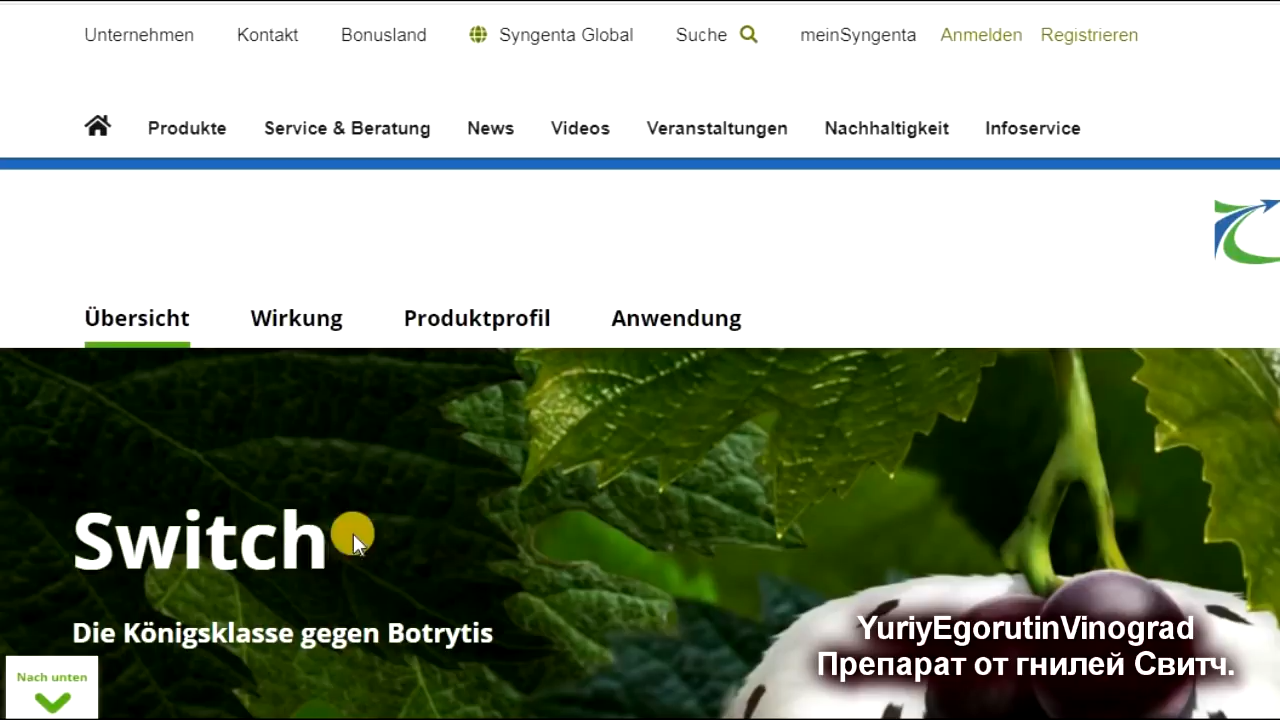 Unternehmen Kontakt Bonusland Syngenta Global Suche meinSyngenta Anmelden Registrieren
Produkte Service & Beratung News Videos Veranstaltungen Nachhaltigkeit Infoservice
Übersicht Wirkung Produktprofil Anwendung
Switch
Die Königsklasse gegen Botrytis
Nach unten
YuriyEgorutinVinograd
Препарат от гнилей Свитч.